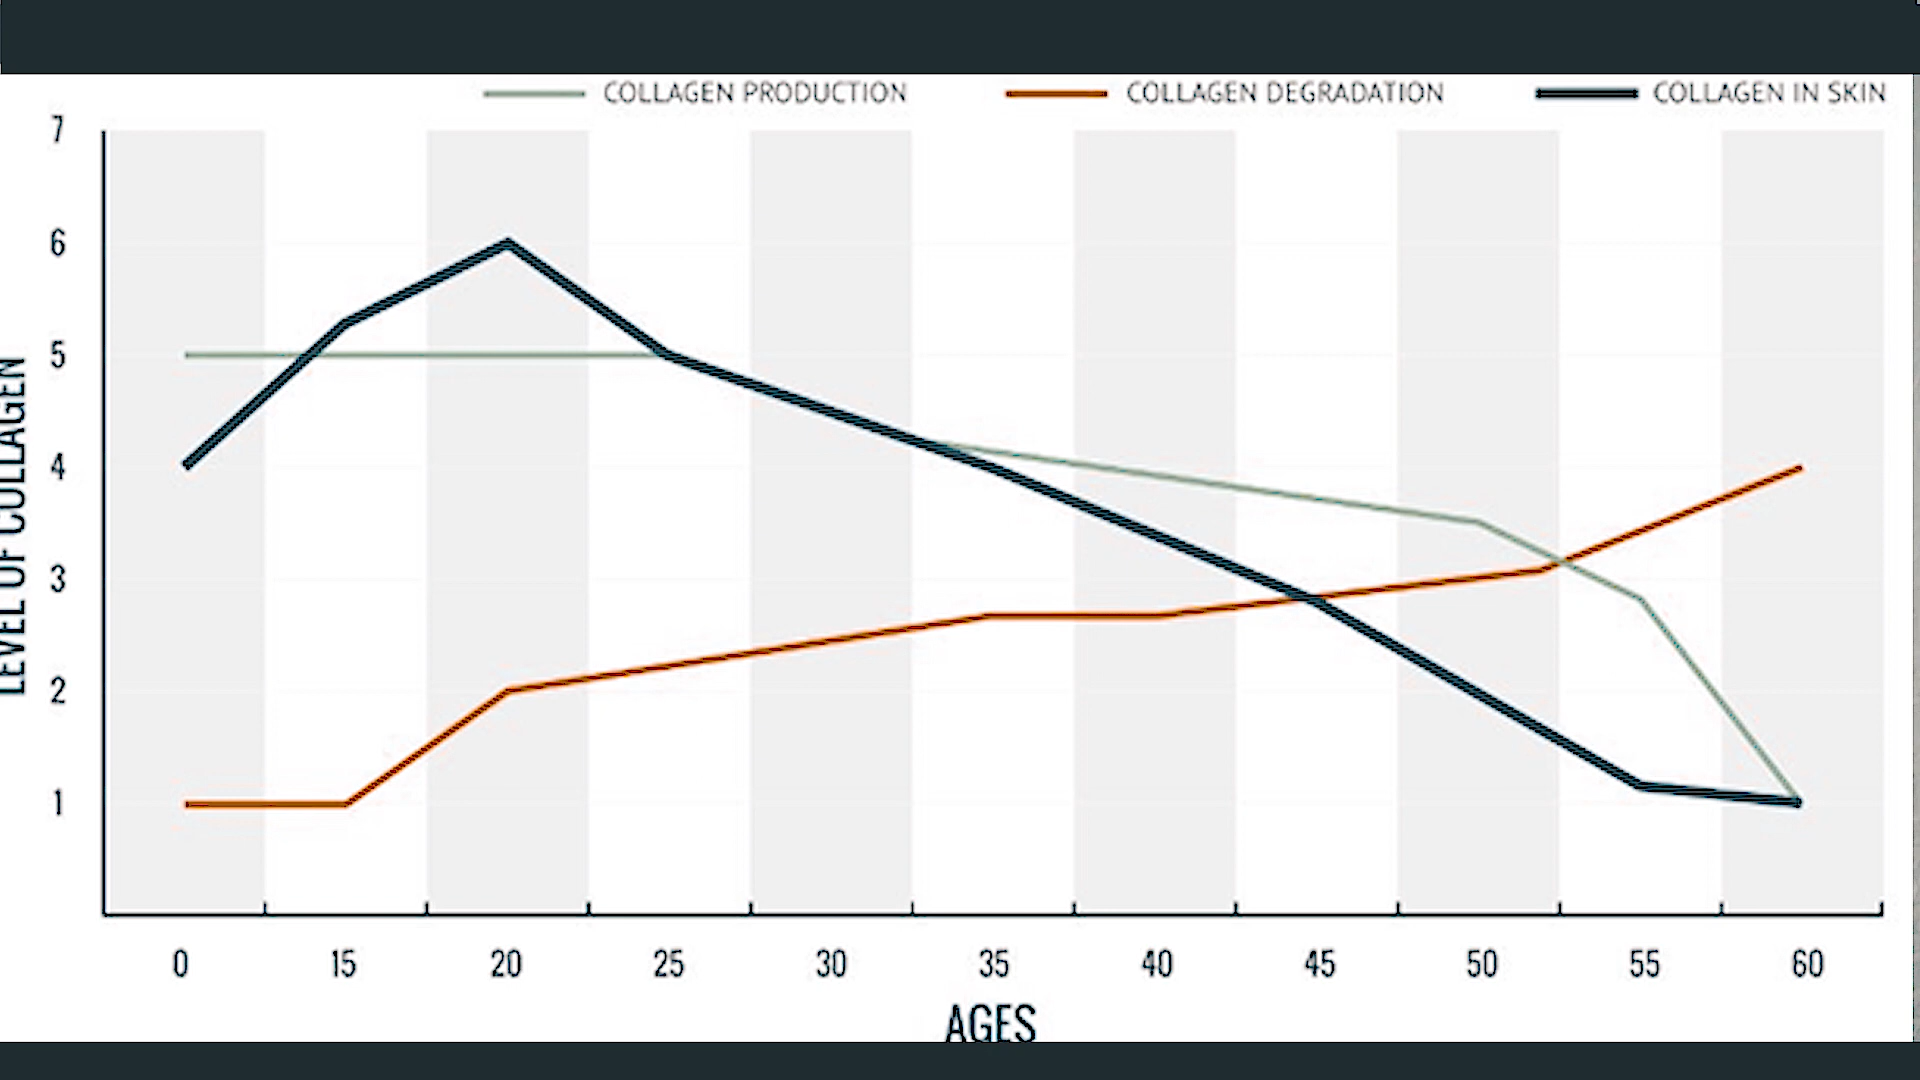 COLLAGEN PRODUCTION COLLAGEN DEGRADATION COLLAGEN IN SKIN
7
6
5
4
3
2
1
LEVEL OF COLLAGEN
0 15 20 25 30 35 40 45 50 55 60
AGES